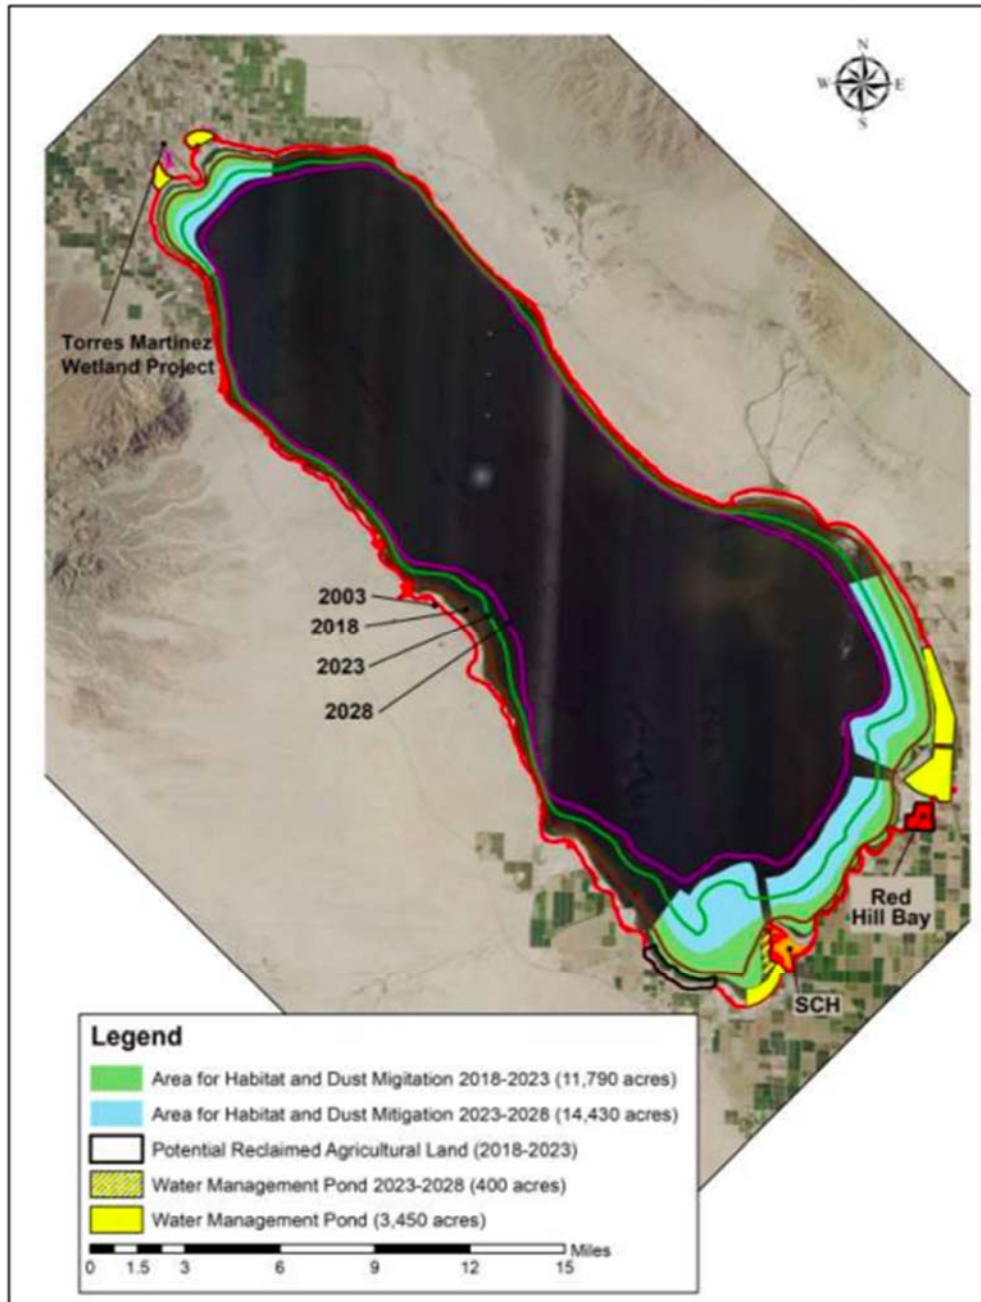 N
W E
S
1
Torres Martinez
Wetland Project
2003
2018
2023
2028
Red
Hill Bay
SCH
Legend
Area for Habitat and Dust Migitation 2018-2023 (11,790 acres)
Area for Habitat and Dust Mitigation 2023-2028 (14,430 acres)
Potential Reclaimed Agricultural Land (2018-2023)
Water Management Pond 2023-2028 (400 acres)
Water Management Pond (3,450 acres)
Miles
0 1.5 3 6 9 12 15